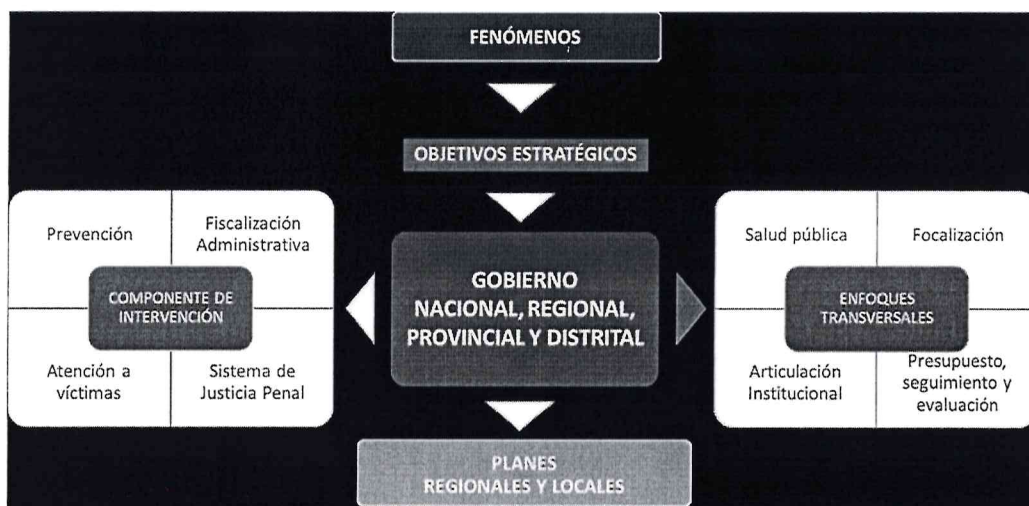 FENÓMENOS
OBJETIVOS ESTRATÉGICOS
Prevención
Fiscalización
Administrativa
COMPONENTE DE
INTERVENCIÓN
Atención a
víctimas
Sistema de
Justicia Penal
GOBIERNO
NACIONAL, REGIONAL,
PROVINCIAL Y DISTRITAL
Salud pública
Focalización
ENFOQUES
TRANSVERSALES
Articulación
Institucional
Presupuesto,
seguimiento y
evaluación
PLANES
REGIONALES Y LOCALES